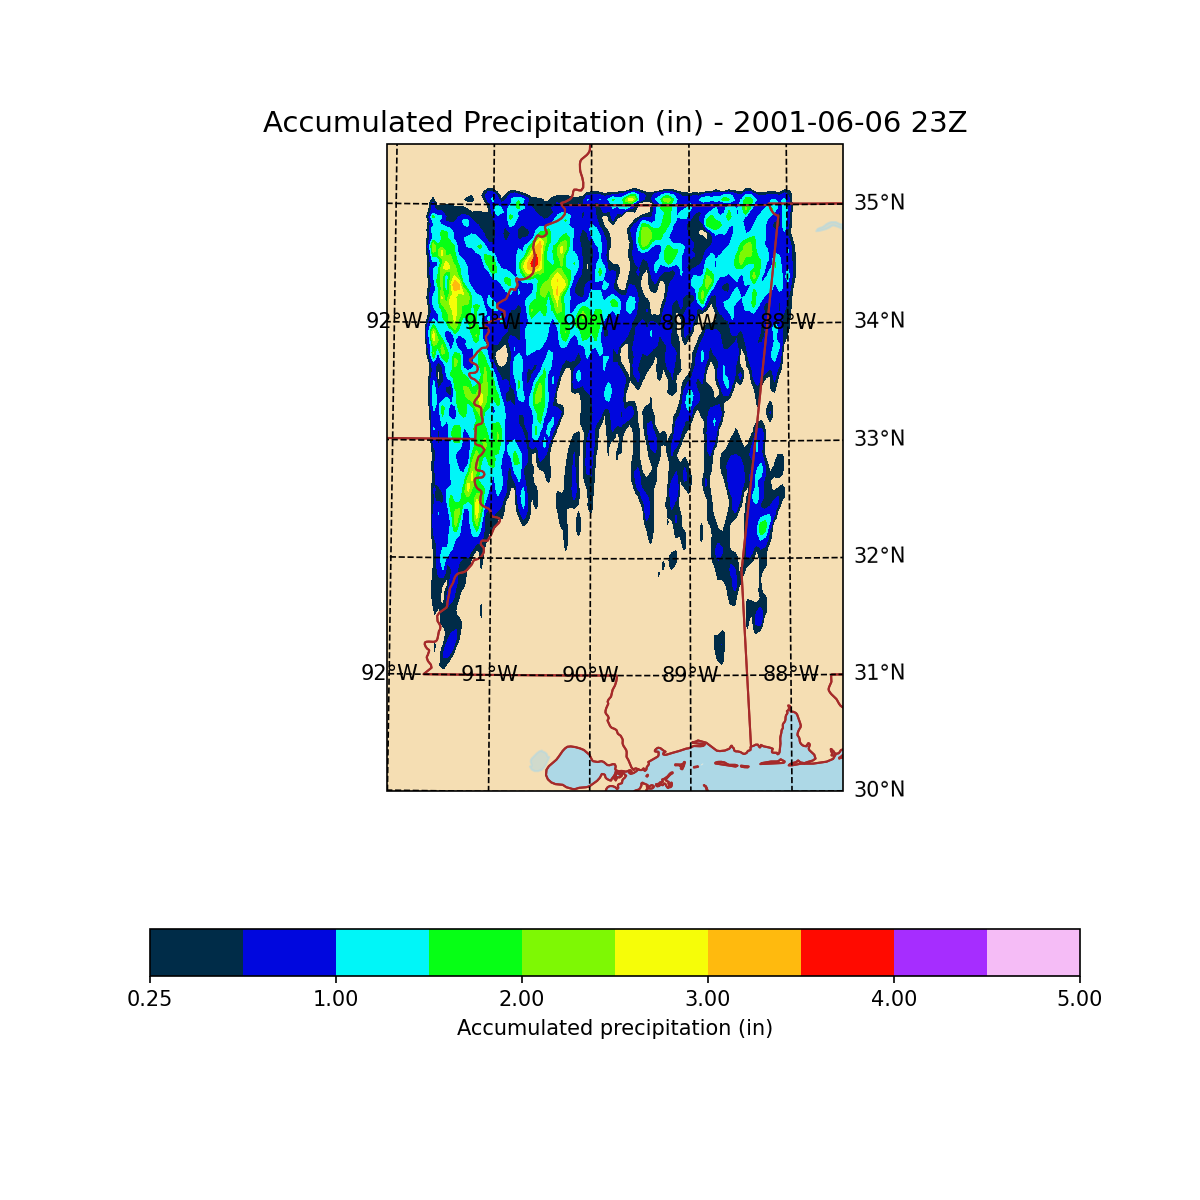 Accumulated Precipitation (in) - 2001-06-06 23Z
35°N
92°W 91°W 90°W 89°W 88°W 34°N
33°N
32°N
92°W 91°W 90°W 89°W 88°W 31°N
30°N
0.25 1.00 2.00 3.00 4.00 5.00
Accumulated precipitation (in)